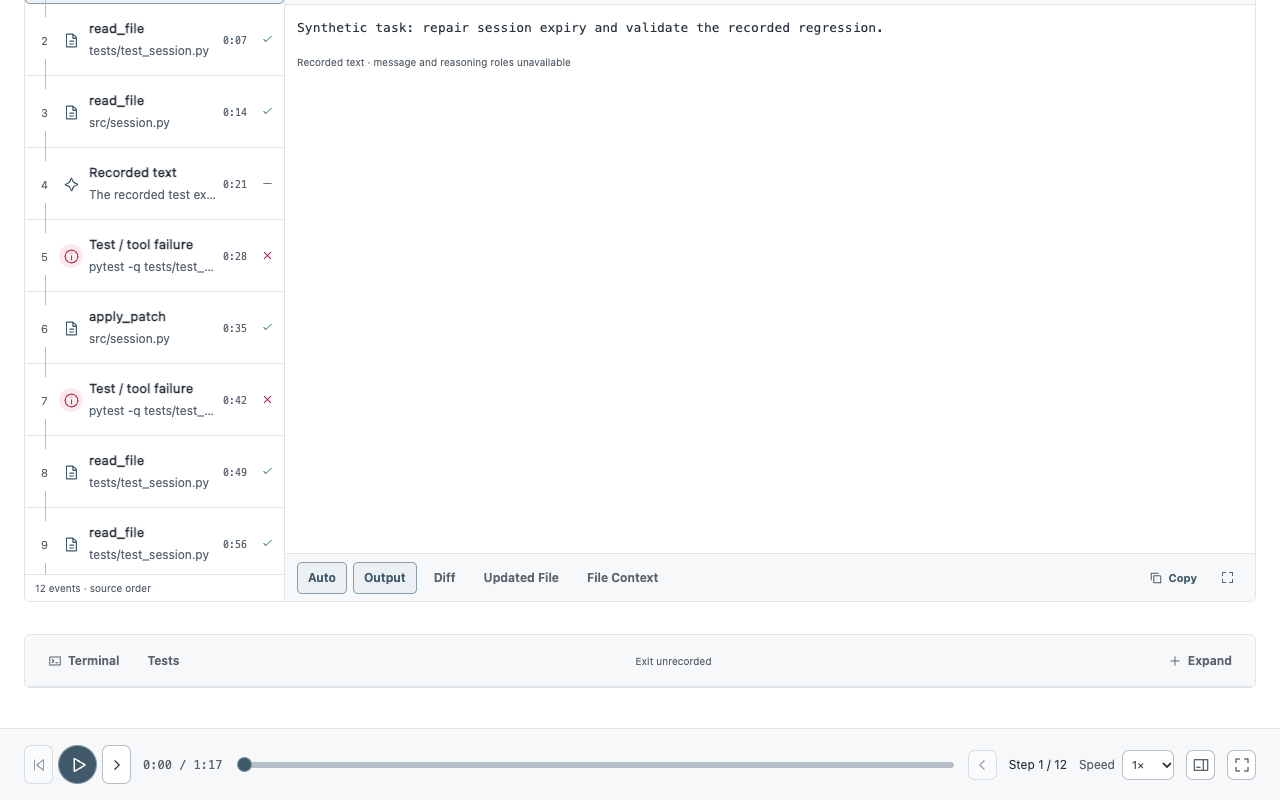 2
read_file
tests/test_session.py
0:07
3
read_file
src/session.py
0:14
4
Recorded text
The recorded test ex...
0:21
5
Test / tool failure
pytest -q tests/test_...
0:28
6
apply_patch
src/session.py
0:35
7
Test / tool failure
pytest -q tests/test_...
0:42
8
read_file
tests/test_session.py
0:49
9
read_file
tests/test_session.py
0:56
12 events · source order
Synthetic task: repair session expiry and validate the recorded regression.
Recorded text · message and reasoning roles unavailable
Auto Output Diff Updated File File Context Copy
Terminal Tests Exit unrecorded Expand
0:00 / 1:17 Step 1 / 12 Speed 1×